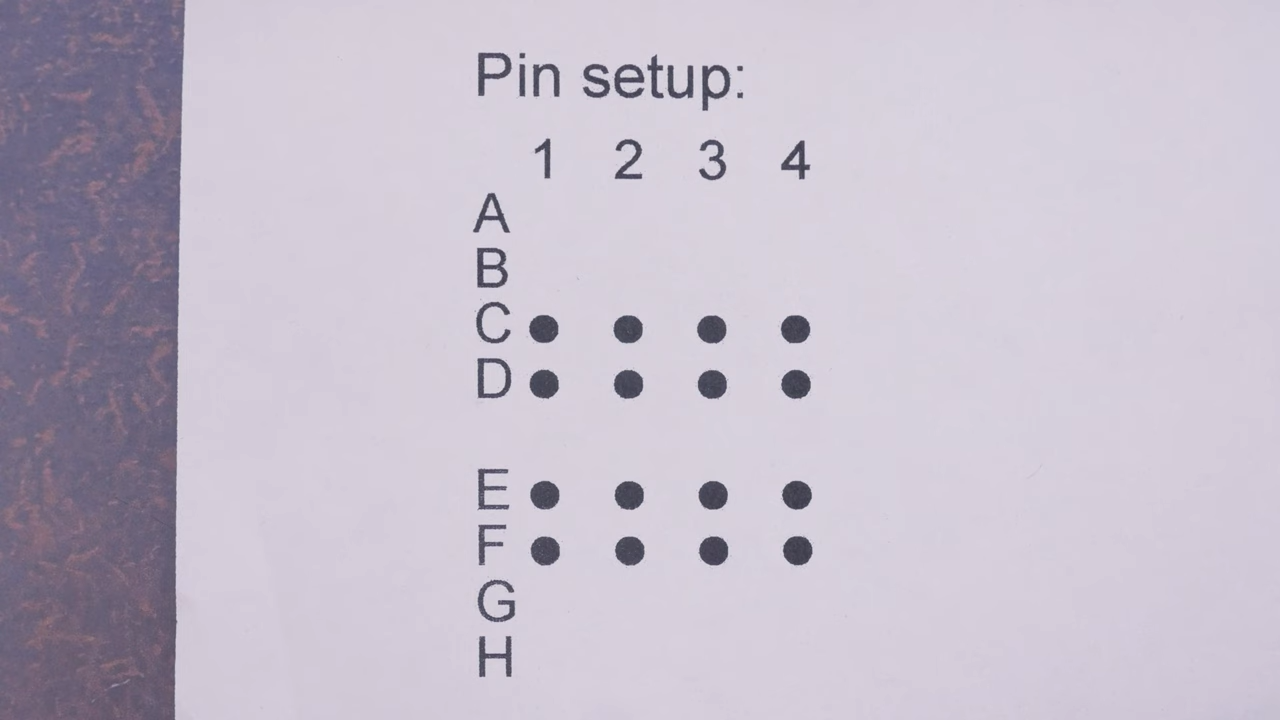 Pin setup:
1 2 3 4
A
B
C ● ● ● ●
D ● ● ● ●
E ● ● ● ●
F ● ● ● ●
G
H